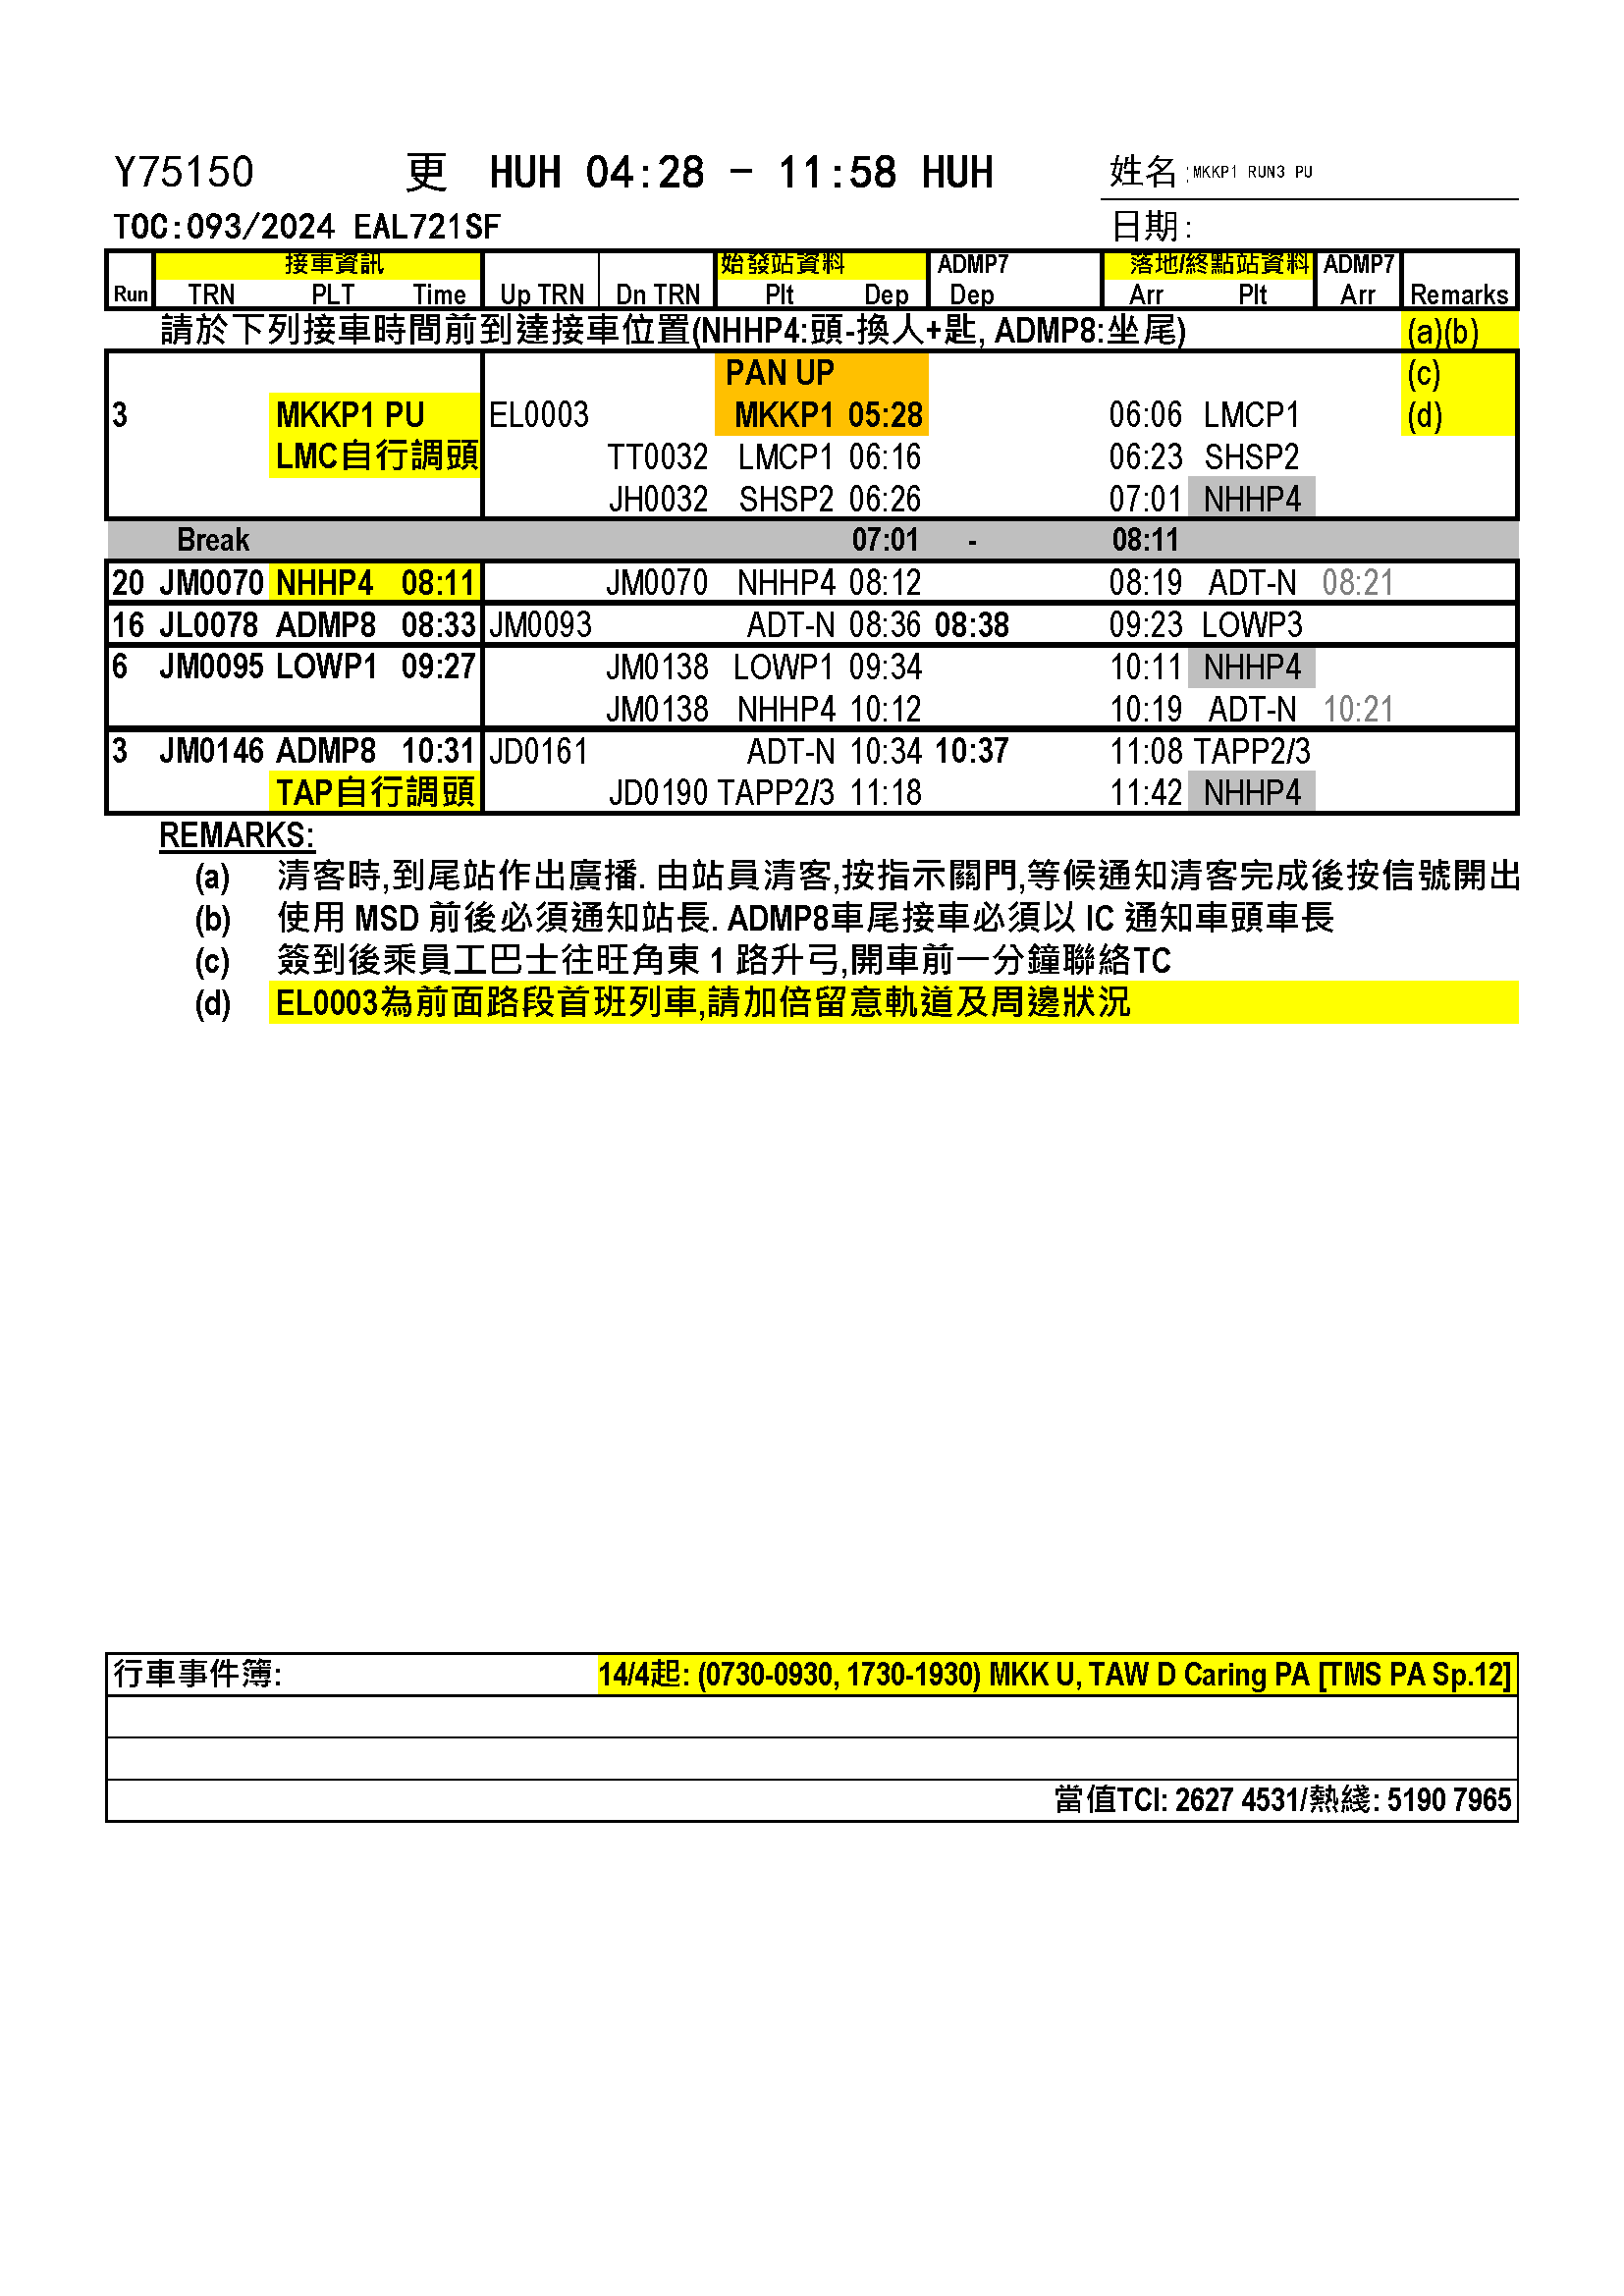 Y75150 更 HUH 04:28 - 11:58 HUH 姓名:MKKP1 RUN3 PU
TOC:093/2024 EAL721SF 日期:
接車資訊 始發站資料 ADMP7 落地/終點站資料 ADMP7
Run TRN PLT Time Up TRN Dn TRN Plt Dep Dep Arr Plt Arr Remarks
請於下列接車時間前到達接車位置(NHHP4:頭-換人+匙, ADMP8:坐尾) (a)(b)
PAN UP (c)
3 MKKP1 PU EL0003 MKKP1 05:28 06:06 LMCP1 (d)
LMC自行調頭 TT0032 LMCP1 06:16 06:23 SHSP2
JH0032 SHSP2 06:26 07:01 NHHP4
Break 07:01 - 08:11
20 JM0070 NHHP4 08:11 JM0070 NHHP4 08:12 08:19 ADT-N 08:21
16 JL0078 ADMP8 08:33 JM0093 ADT-N 08:36 08:38 09:23 LOWP3
6 JM0095 LOWP1 09:27 JM0138 LOWP1 09:34 10:11 NHHP4
JM0138 NHHP4 10:12 10:19 ADT-N 10:21
3 JM0146 ADMP8 10:31 JD0161 ADT-N 10:34 10:37 11:08 TAPP2/3
TAP自行調頭 JD0190 TAPP2/3 11:18 11:42 NHHP4
REMARKS:
(a) 清客時,到尾站作出廣播. 由站員清客,按指示關門,等候通知清客完成後按信號開出
(b) 使用 MSD 前後必須通知站長. ADMP8車尾接車必須以 IC 通知車頭車長
(c) 簽到後乘員工巴士往旺角東 1 路升弓,開車前一分鐘聯絡TC
(d) EL0003為前面路段首班列車,請加倍留意軌道及周邊狀況
行車事件簿: 14/4起: (0730-0930, 1730-1930) MKK U, TAW D Caring PA [TMS PA Sp.12]
當值TCI: 2627 4531/熱綫: 5190 7965